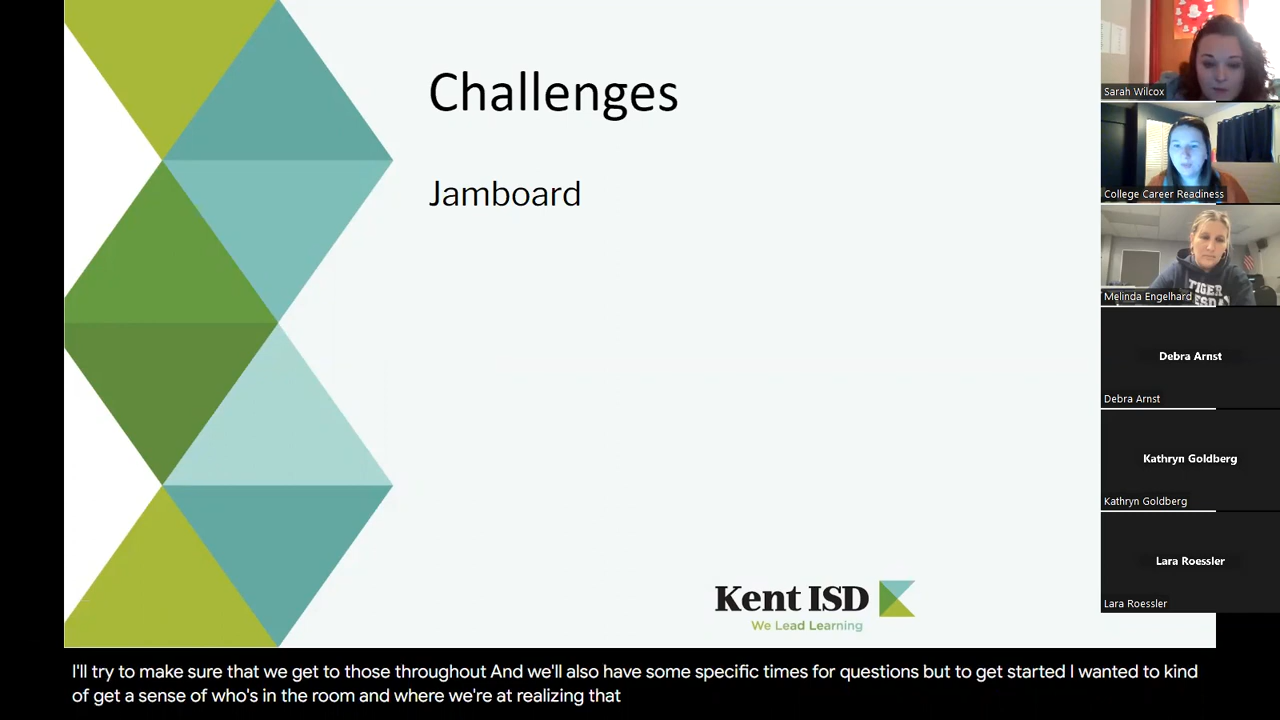 Challenges
Jamboard
Kent ISD
We Lead Learning
Sarah Wilcox
College Career Readiness
TIGER
Melinda Engelhard
Debra Arnst
Debra Arnst
Kathryn Goldberg
Kathryn Goldberg
Lara Roessler
Lara Roessler
I'll try to make sure that we get to those throughout And we'll also have some specific times for questions but to get started I wanted to kind
of get a sense of who's in the room and where we're at realizing that